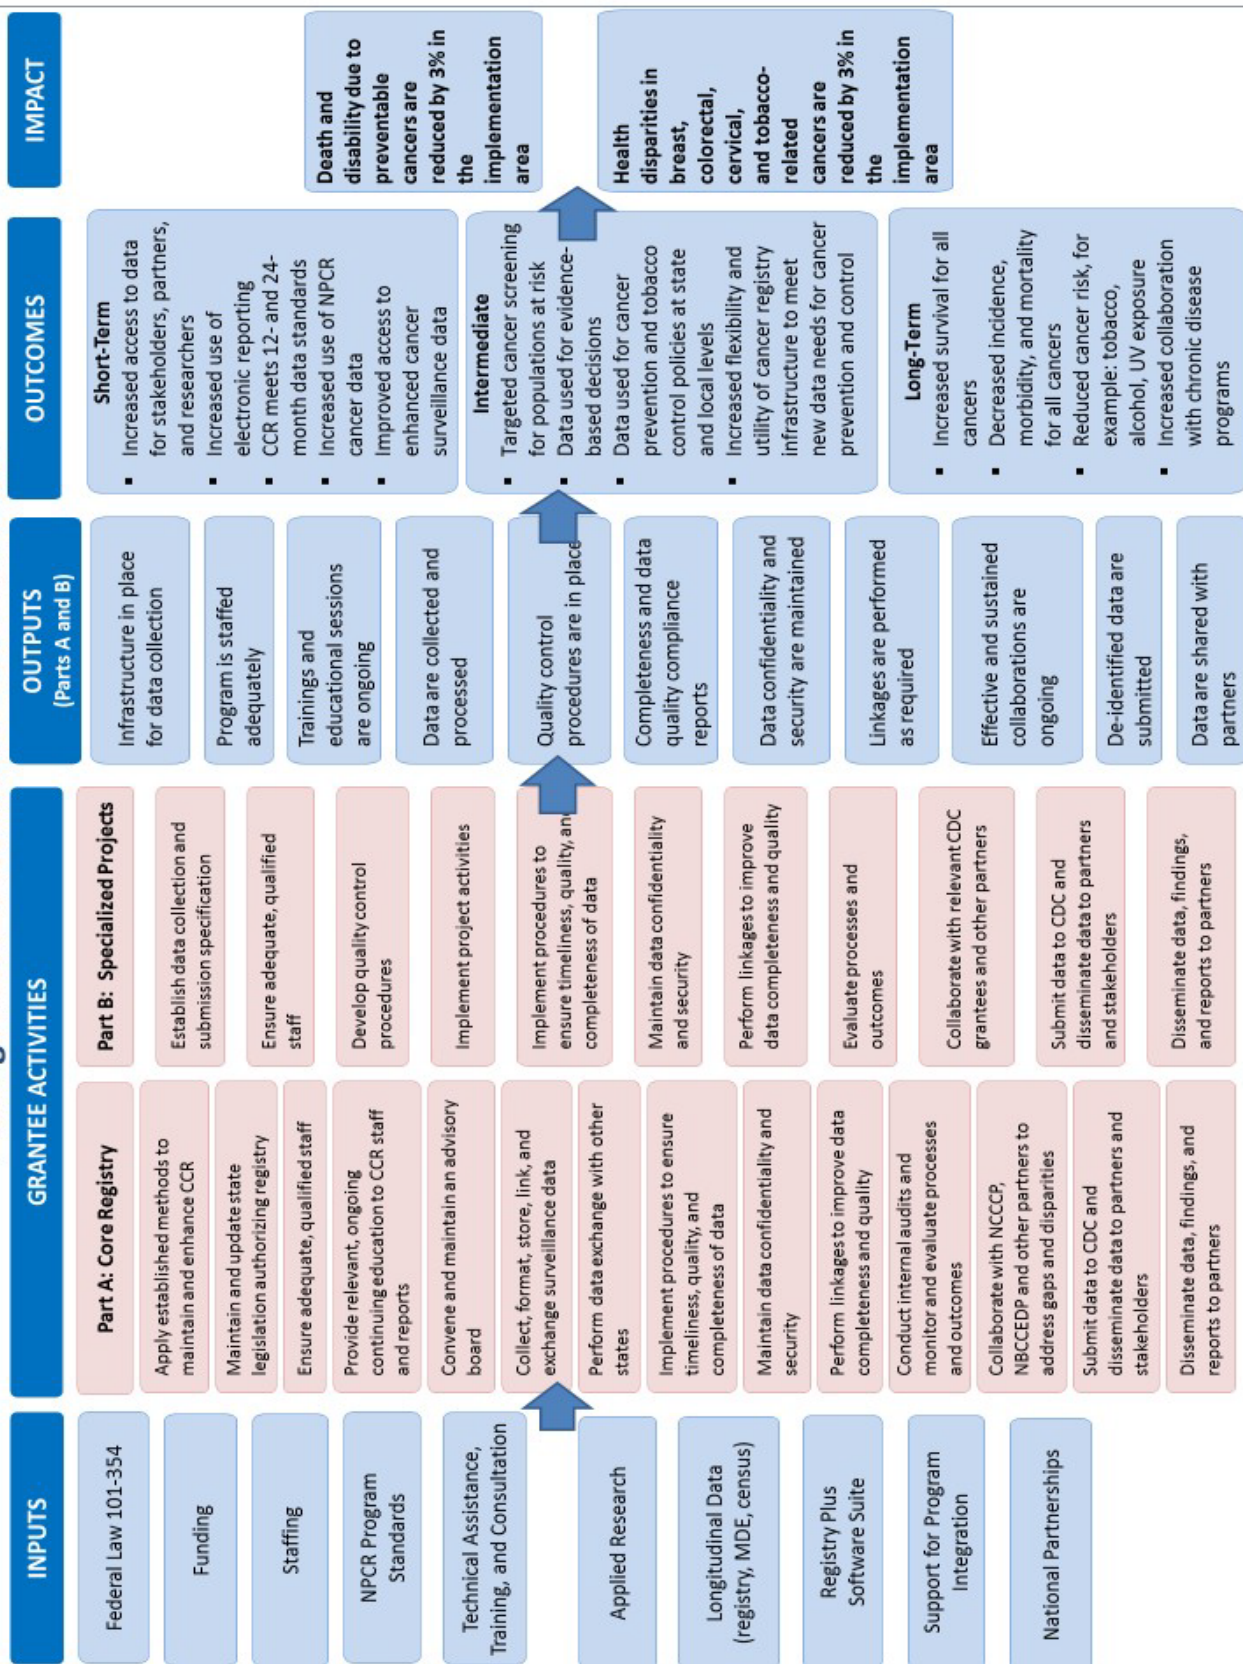 INPUTS
Federal Law 101-354
Funding
Staffing
NPCR Program
Standards
Technical Assistance,
Training, and Consultation
Applied Research
Longitudinal Data
(registry, MDE, census)
Registry Plus
Software Suite
Support for Program
Integration
National Partnerships
GRANTEE ACTIVITIES
Part A: Core Registry
Apply established methods to
maintain and enhance CCR
Maintain and update state
legislation authorizing registry
Ensure adequate, qualified staff
Provide relevant, ongoing
continuing education to CCR staff
and reports
Convene and maintain an advisory
board
Collect, format, store, link, and
exchange surveillance data
Perform data exchange with other
states
Implement procedures to ensure
timeliness, quality, and
completeness of data
Maintain data confidentiality and
security
Perform linkages to improve data
completeness and quality
Conduct internal audits and
monitor and evaluate processes
and outcomes
Collaborate with NCCCP,
NBCCEDP and other partners to
address gaps and disparities
Submit data to CDC and
disseminate data to partners and
stakeholders
Disseminate data, findings, and
reports to partners
Part B: Specialized Projects
Establish data collection and
submission specification
Ensure adequate, qualified
staff
Develop quality control
procedures
Implement project activities
Implement procedures to
ensure timeliness, quality, and
completeness of data
Maintain data confidentiality
and security
Perform linkages to improve
data completeness and quality
Evaluate processes and
outcomes
Collaborate with relevant CDC
grantees and other partners
Submit data to CDC and
disseminate data to partners
and stakeholders
Disseminate data, findings,
and reports to partners
OUTPUTS
(Parts A and B)
Infrastructure in place
for data collection
Program is staffed
adequately
Trainings and
educational sessions
are ongoing
Data are collected and
processed
Quality control
procedures are in place
Completeness and data
quality compliance
reports
Data confidentiality and
security are maintained
Linkages are performed
as required
Effective and sustained
collaborations are
ongoing
De-identified data are
submitted
Data are shared with
partners
OUTCOMES
Short-Term
▪ Increased access to data
for stakeholders, partners,
and researchers
▪ Increased use of
electronic reporting
▪ CCR meets 12- and 24-
month data standards
▪ Increased use of NPCR
cancer data
▪ Improved access to
enhanced cancer
surveillance data
Intermediate
▪ Targeted cancer screening
for populations at risk
▪ Data used for evidence-
based decisions
▪ Data used for cancer
prevention and tobacco
control policies at state
and local levels
▪ Increased flexibility and
utility of cancer registry
infrastructure to meet
new data needs for cancer
prevention and control
Long-Term
▪ Increased survival for all
cancers
▪ Decreased incidence,
morbidity, and mortality
for all cancers
▪ Reduced cancer risk, for
example: tobacco,
alcohol, UV exposure
▪ Increased collaboration
with chronic disease
programs
IMPACT
Death and
disability due to
preventable
cancers are
reduced by 3% in
the
implementation
area
Health
disparities in
breast,
colorectal,
cervical,
and tobacco-
related
cancers are
reduced by 3% in
the
implementation
area